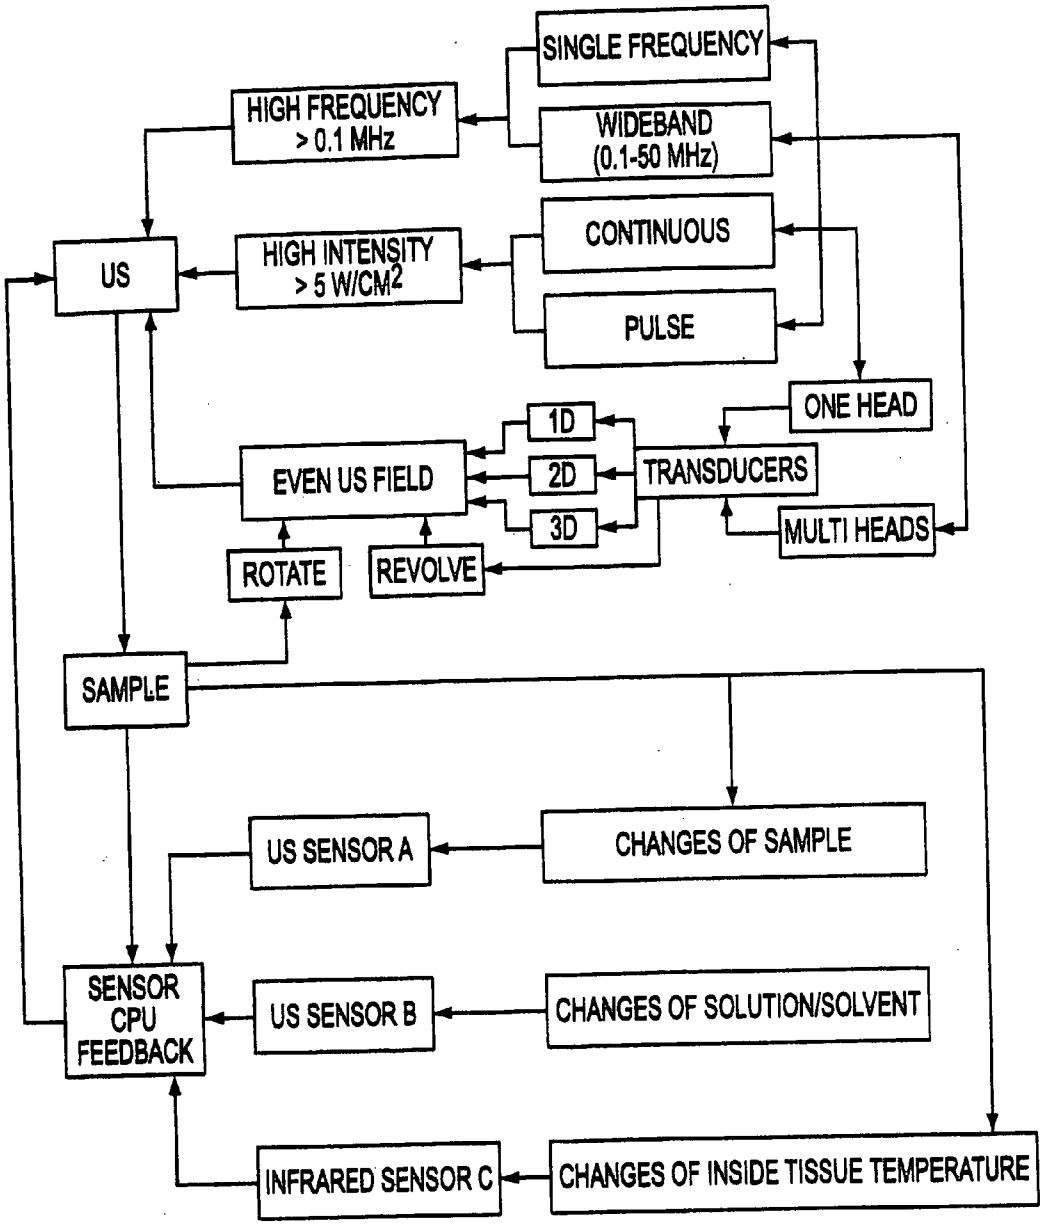 SINGLE FREQUENCY
HIGH FREQUENCY
> 0.1 MHz
WIDEBAND
(0.1-50 MHz)
CONTINUOUS
US
HIGH INTENSITY
> 5 W/CM2
PULSE
ONE HEAD
1D
EVEN US FIELD
2D
TRANSDUCERS
3D
MULTI HEADS
ROTATE
REVOLVE
SAMPLE
US SENSOR A
CHANGES OF SAMPLE
SENSOR
CPU
FEEDBACK
US SENSOR B
CHANGES OF SOLUTION/SOLVENT
INFRARED SENSOR C
CHANGES OF INSIDE TISSUE TEMPERATURE